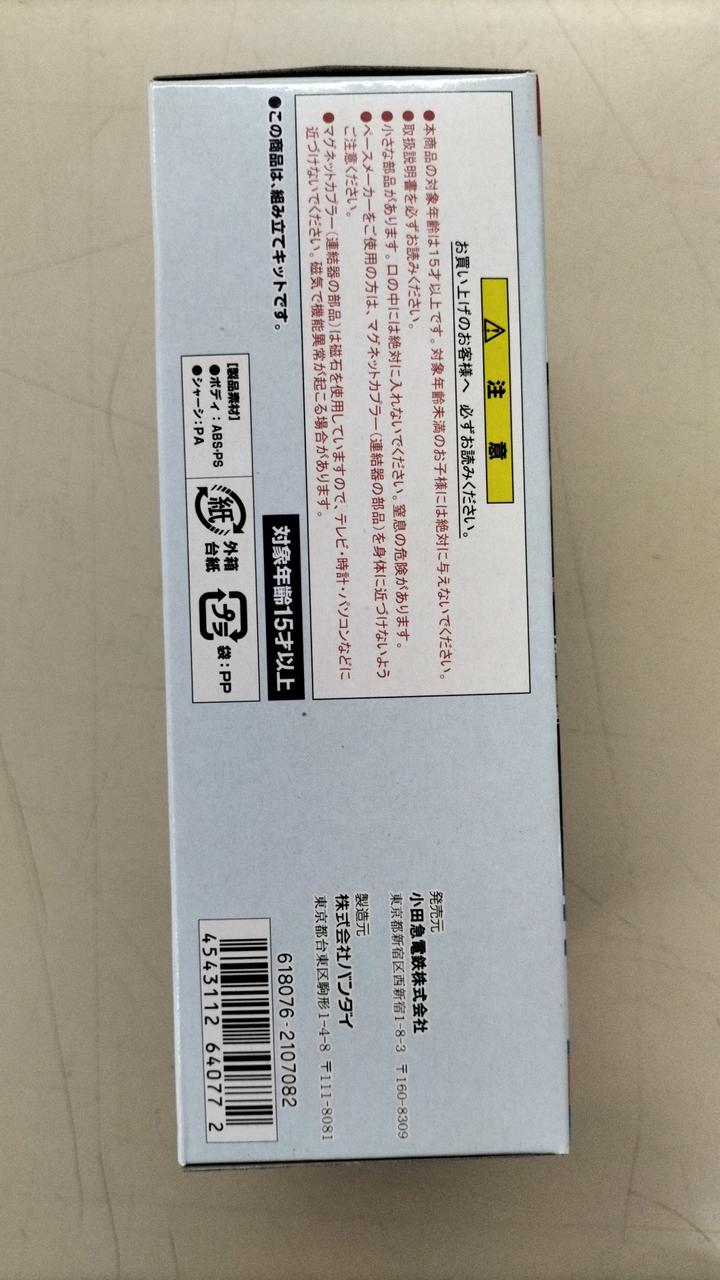 ⚠ 注意
お買い上げのお客様へ 必ずお読みください。
●本商品の対象年齢は15才以上です。対象年齢未満のお子様には絶対に与えないでください。
●取扱説明書を必ずお読みください。
●小さな部品があります。口の中には絶対に入れないでください。窒息の危険があります。
●ペースメーカーをご使用の方は、マグネットカプラー(連結器の部品)を身体に近づけないよう
ご注意ください。
●マグネットカプラー(連結器の部品)は磁石を使用していますので、テレビ・時計・パソコンなどに
近づけないでください。磁気で機能異常が起こる場合があります。
●この商品は、組み立てキットです。
対象年齢15才以上
[製品素材]
●ボディ:ABS・PS
●シャーシ:PA
紙
外箱
台紙
プラ
袋:PP
発売元
小田急電鉄株式会社
東京都新宿区西新宿1-8-3 〒160-8309
製造元
株式会社バンダイ
東京都台東区駒形1-4-8 〒111-8081
618076-2107082
4543112 640772